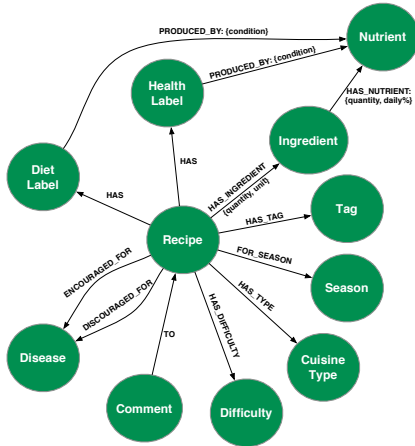 PRODUCED_BY: {condition}
Nutrient
PRODUCED_BY: {condition}
Health
Label
HAS_NUTRIENT:
{quantity, daily%}
Ingredient
Diet
Label
HAS
HAS
HAS_INGREDIENT
{quantity, unit}
Tag
HAS_TAG
Recipe
FOR_SEASON
Season
ENCOURAGED_FOR
DISCOURAGED_FOR
HAS_TYPE
HAS_DIFFICULTY
TO
Disease
Cuisine
Type
Comment
Difficulty